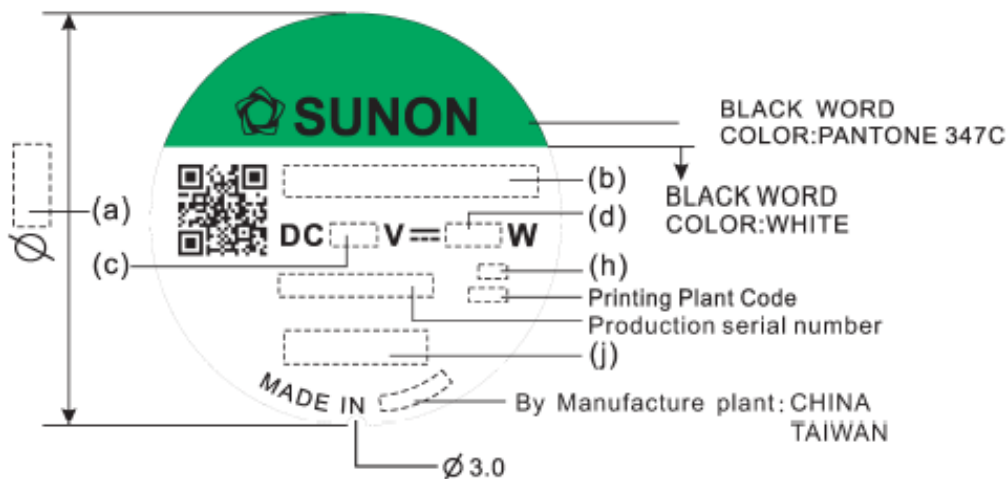 SUNON
BLACK WORD
COLOR:PANTONE 347C
(a)
Ø
(b)
BLACK WORD
COLOR:WHITE
DC V W
(d)
(c)
(h)
Printing Plant Code
Production serial number
(j)
MADE IN
By Manufacture plant: CHINA
TAIWAN
Ø 3.0